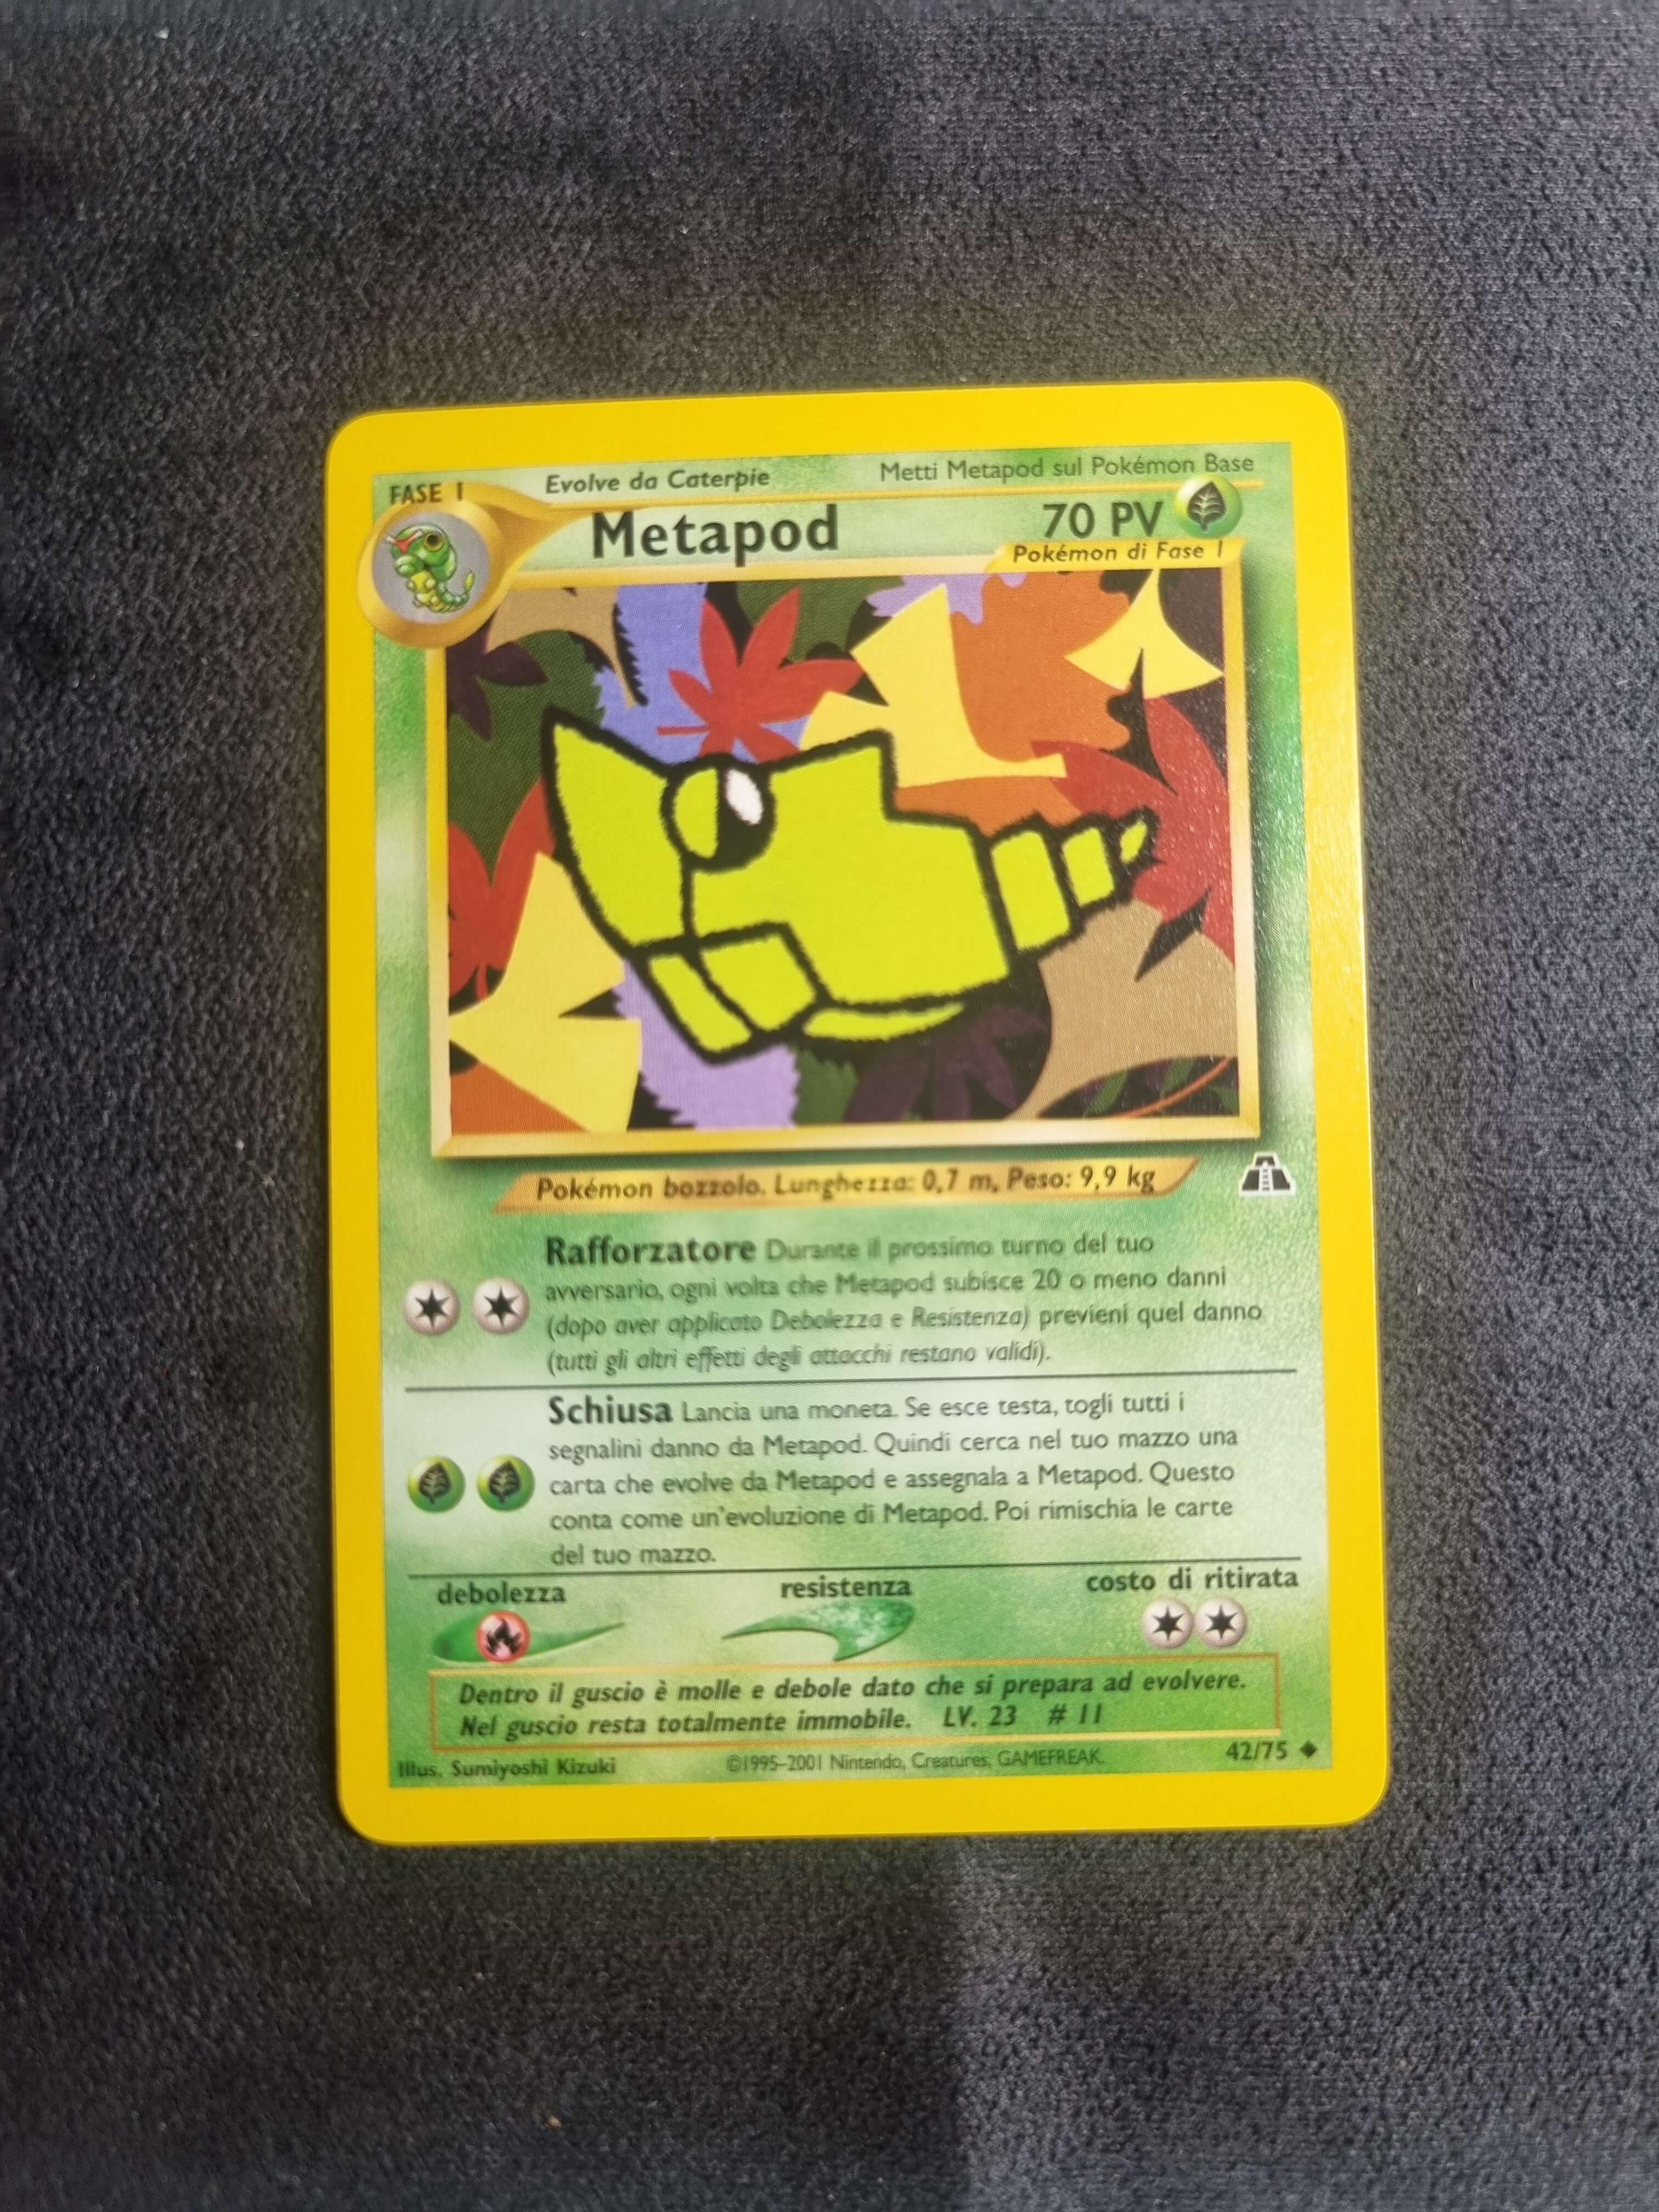 FASE 1
Evolve da Caterpie
Metti Metapod sul Pokémon Base
Metapod
70 PV
Pokémon di Fase 1
Pokémon bozzolo. Lunghezza: 0,7 m, Peso: 9,9 kg
Rafforzatore Durante il prossimo turno del tuo
avversario, ogni volta che Metapod subisce 20 o meno danni
(dopo aver applicato Debolezza e Resistenza) previeni quel danno
(tutti gli altri effetti degli attacchi restano validi).
Schiusa Lancia una moneta. Se esce testa, togli tutti i
segnalini danno da Metapod. Quindi cerca nel tuo mazzo una
carta che evolve da Metapod e assegnala a Metapod. Questo
conta come un'evoluzione di Metapod. Poi rimischia le carte
del tuo mazzo.
debolezza
resistenza
costo di ritirata
Dentro il guscio è molle e debole dato che si prepara ad evolvere.
Nel guscio resta totalmente immobile. LV. 23 # 11
Illus. Sumiyoshi Kizuki
©1995–2001 Nintendo, Creatures, GAMEFREAK.
42/75